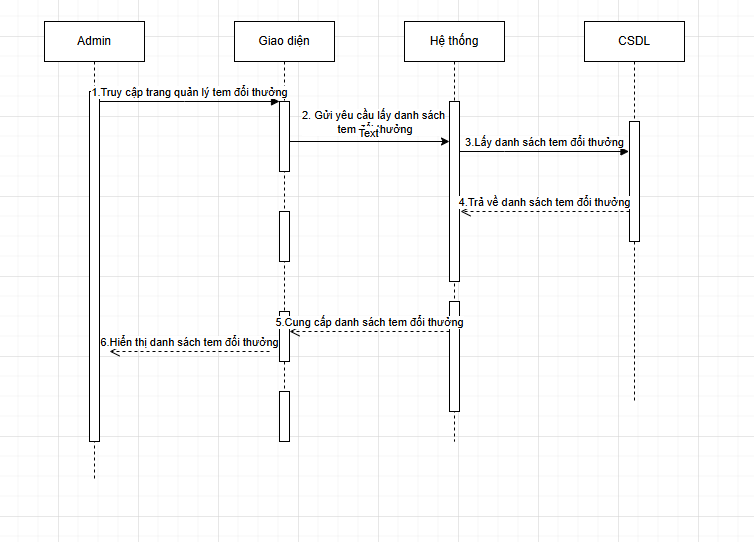 Admin
Giao diện
Hệ thống
CSDL
1.Truy cập trang quản lý tem đổi thưởng
2. Gửi yêu cầu lấy danh sách
tem thưởng
Text
3.Lấy danh sách tem đổi thưởng
4.Trả về danh sách tem đổi thưởng
5.Cung cấp danh sách tem đổi thưởng
6.Hiển thị danh sách tem đổi thưởng